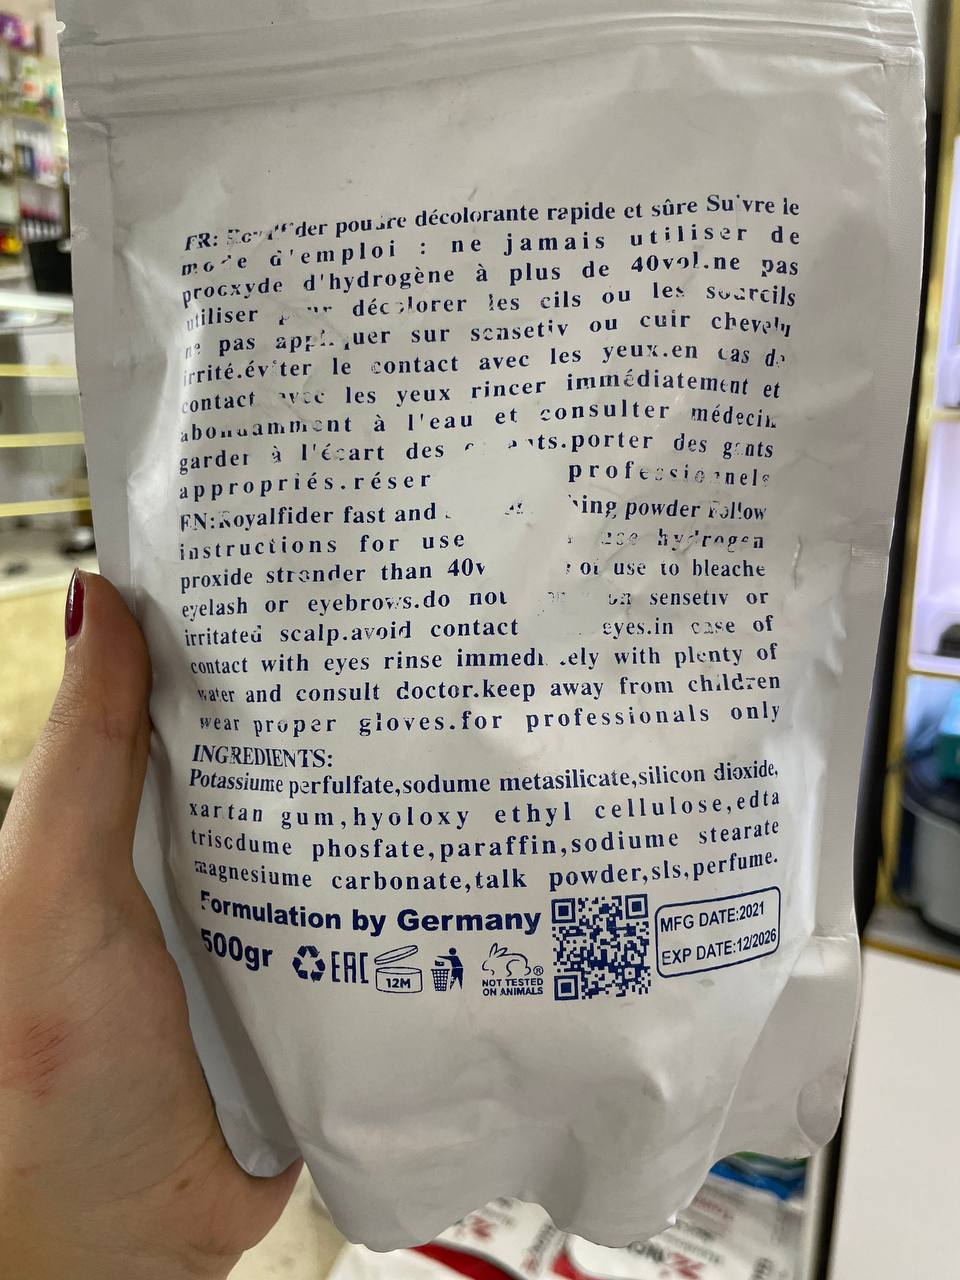 FR: poudre décolorante rapide et sûre Suivre le
mode d'emploi : ne jamais utiliser de
procxyde d'hydrogène à plus de 40vol.ne pas
utiliser décolorer les cils ou les sourcils
ne pas appliquer sur sensetiv ou cuir chevelu
irrité.éviter le contact avec les yeux.en cas de
contact avec les yeux rincer immédiatement et
abondamment à l'eau et consulter médecin
garder à l'écart des porter des gants
appropriés.réser professionnels
EN:Royalfider fast and powder Follow
instructions for use hydrogen
proxide strander than 40v use to bleache
eyelash or eyebrows.do not on sensetiv or
irritated scalp.avoid contact eyes.in case of
contact with eyes rinse immediately with plenty of
water and consult doctor.keep away from children
wear proper gloves.for professionals only
INGREDIENTS:
Potassiume perfulfate,sodume metasilicate,silicon dioxide,
xartan gum,hyoloxy ethyl cellulose,edta
trisodume phosfate,paraffin,sodiume stearate
magnesiume carbonate,talk powder,sls,perfume.
Formulation by Germany
500gr
EAC
12M
NOT TESTED
ON ANIMALS
MFG DATE:2021
EXP DATE:12/2026